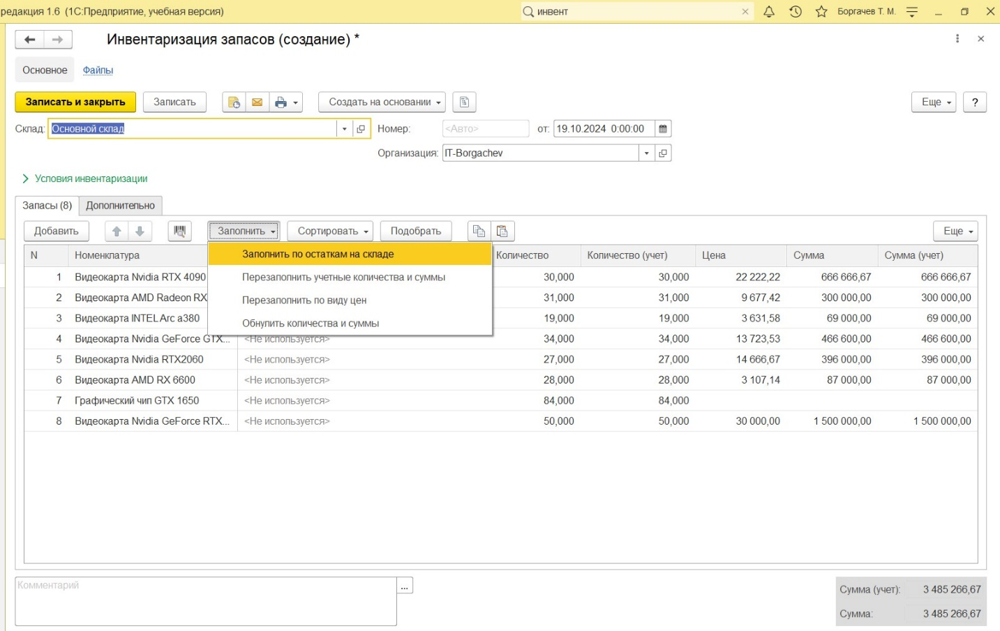 редакция 1.6 (1С:Предприятие, учебная версия) инвент Боргачев Т. М.
Инвентаризация запасов (создание) *
Основное Файлы
Записать и закрыть Записать Создать на основании Еще ?
Склад: Основной склад Номер: <Авто> от: 19.10.2024 0:00:00
Организация: IT-Borgachev
Условия инвентаризации
Запасы (8) Дополнительно
Добавить Заполнить Сортировать Подобрать Еще
N Номенклатура Количество Количество (учет) Цена Сумма Сумма (учет)
Заполнить по остаткам на складе
Перезаполнить учетные количества и суммы
Перезаполнить по виду цен
Обнулить количества и суммы
1 Видеокарта Nvidia RTX 4090 30,000 30,000 22 222,22 666 666,67 666 666,67
2 Видеокарта AMD Radeon RX 31,000 31,000 9 677,42 300 000,00 300 000,00
3 Видеокарта INTEL Arc a380 19,000 19,000 3 631,58 69 000,00 69 000,00
4 Видеокарта Nvidia GeForce GTX... <Не используется> 34,000 34,000 13 723,53 466 600,00 466 600,00
5 Видеокарта Nvidia RTX2060 <Не используется> 27,000 27,000 14 666,67 396 000,00 396 000,00
6 Видеокарта AMD RX 6600 <Не используется> 28,000 28,000 3 107,14 87 000,00 87 000,00
7 Графический чип GTX 1650 <Не используется> 84,000 84,000
8 Видеокарта Nvidia GeForce RTX... <Не используется> 50,000 50,000 30 000,00 1 500 000,00 1 500 000,00
Комментарий ...
Сумма (учет): 3 485 266,67
Сумма: 3 485 266,67